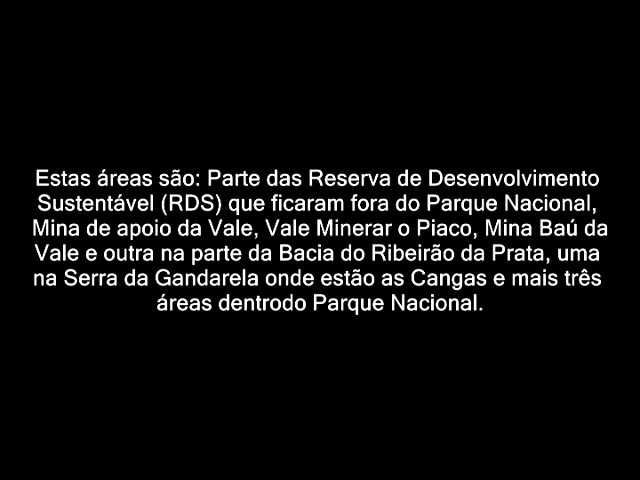 Estas áreas são: Parte das Reserva de Desenvolvimento
Sustentável (RDS) que ficaram fora do Parque Nacional,
Mina de apoio da Vale, Vale Minerar o Piaco, Mina Baú da
Vale e outra na parte da Bacia do Ribeirão da Prata, uma
na Serra da Gandarela onde estão as Cangas e mais três
áreas dentrodo Parque Nacional.